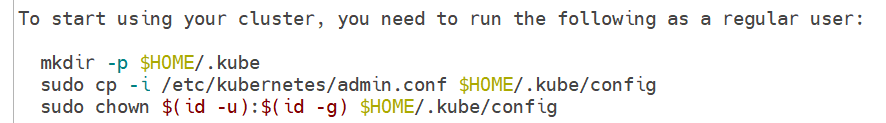 To start using your cluster, you need to run the following as a regular user:
mkdir -p $HOME/.kube
sudo cp -i /etc/kubernetes/admin.conf $HOME/.kube/config
sudo chown $(id -u):$(id -g) $HOME/.kube/config